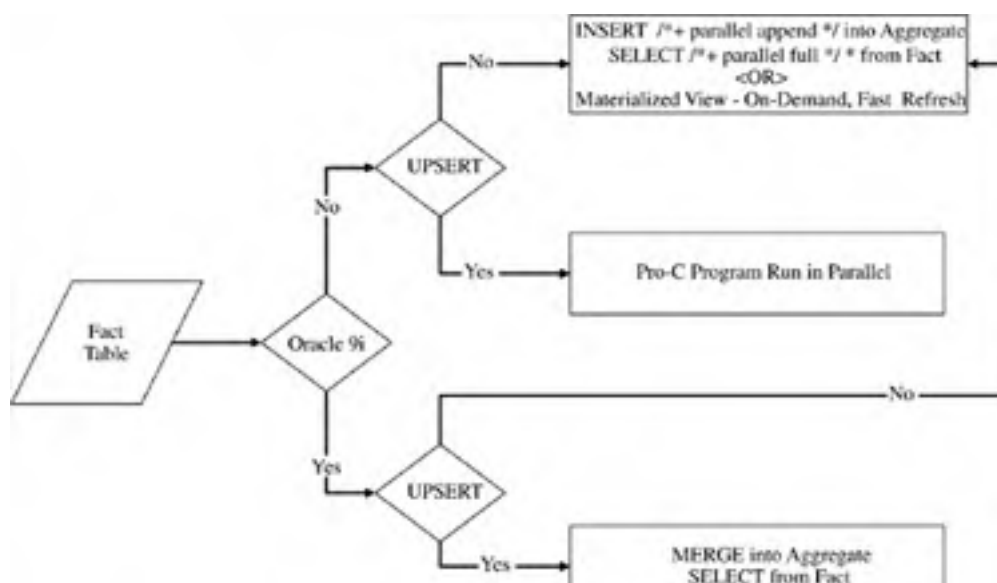 INSERT /*+ parallel append */ into Aggregate
SELECT /*+ parallel full */ * from Fact
<OR>
Materialized View - On-Demand, Fast Refresh
No
UPSERT
No
Yes
Pro-C Program Run in Parallel
Fact
Table
Oracle 9i
No
Yes
UPSERT
Yes
MERGE into Aggregate
SELECT from Fact